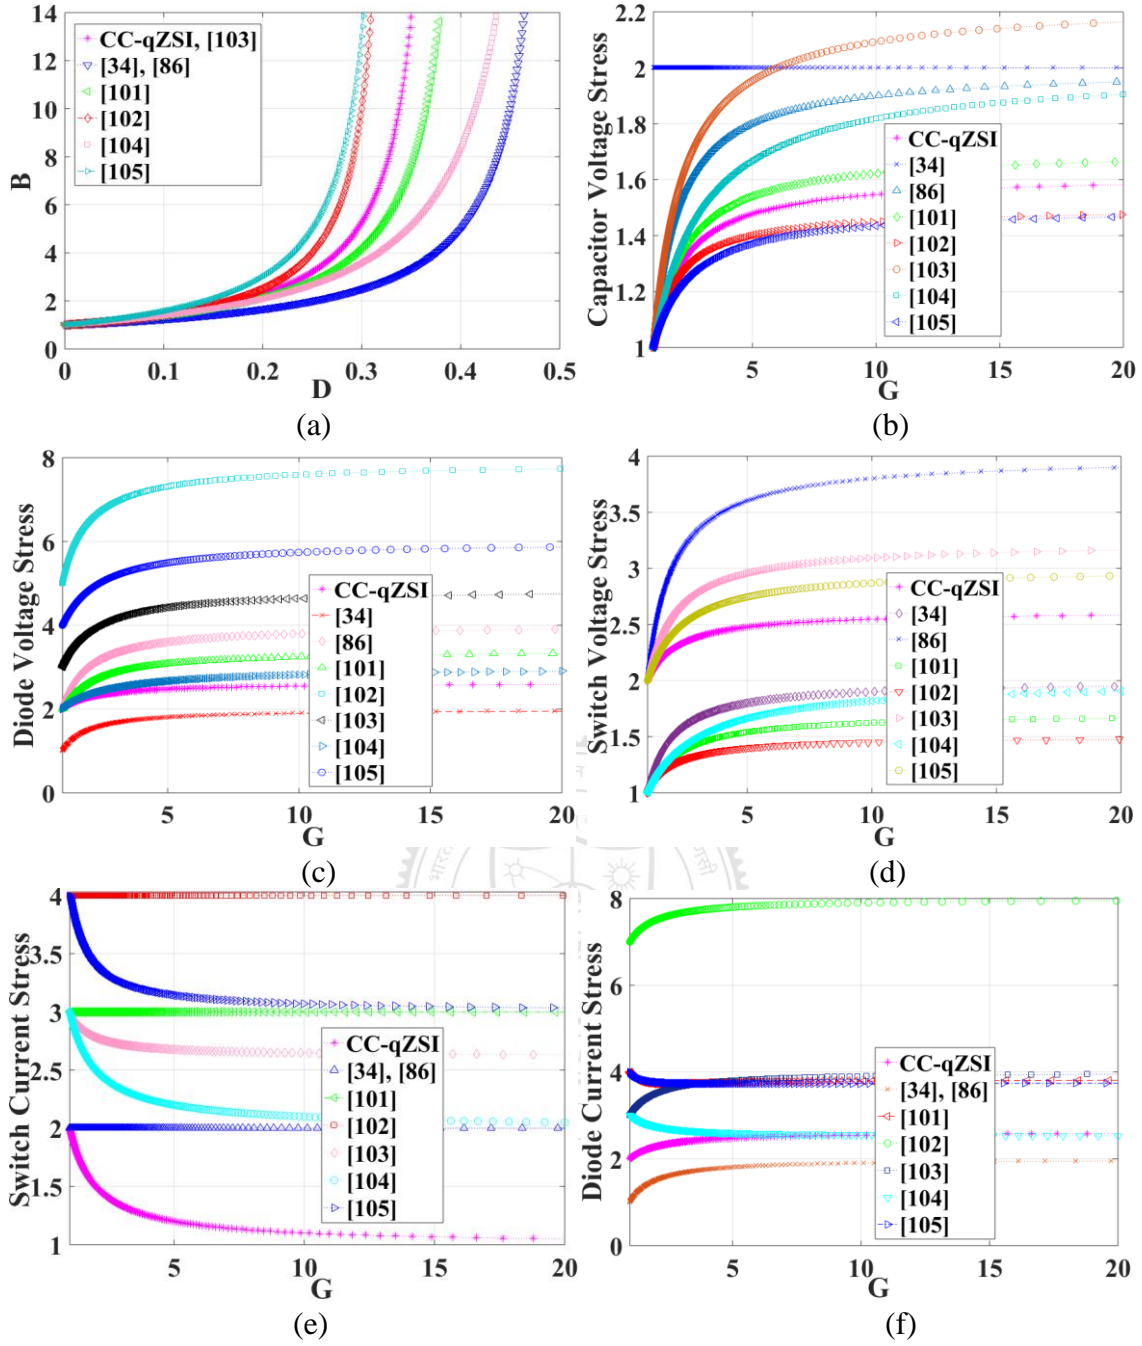 14
12
10
8
6
4
2
0
B
CC-qZSI, [103]
[34], [86]
[101]
[102]
[104]
[105]
0 0.1 0.2 0.3 0.4 0.5
D
(a)
2.2
2
1.8
1.6
1.4
1.2
1
Capacitor Voltage Stress
CC-qZSI
[34]
[86]
[101]
[102]
[103]
[104]
[105]
5 10 15 20
G
(b)
8
6
4
2
0
Diode Voltage Stress
CC-qZSI
[34]
[86]
[101]
[102]
[103]
[104]
[105]
5 10 15 20
G
(c)
4
3.5
3
2.5
2
1.5
1
Switch Voltage Stress
CC-qZSI
[34]
[86]
[101]
[102]
[103]
[104]
[105]
5 10 15 20
G
(d)
4
3.5
3
2.5
2
1.5
1
Switch Current Stress
CC-qZSI
[34], [86]
[101]
[102]
[103]
[104]
[105]
5 10 15 20
G
(e)
8
6
4
2
0
Diode Current Stress
CC-qZSI
[34], [86]
[101]
[102]
[103]
[104]
[105]
5 10 15 20
G
(f)